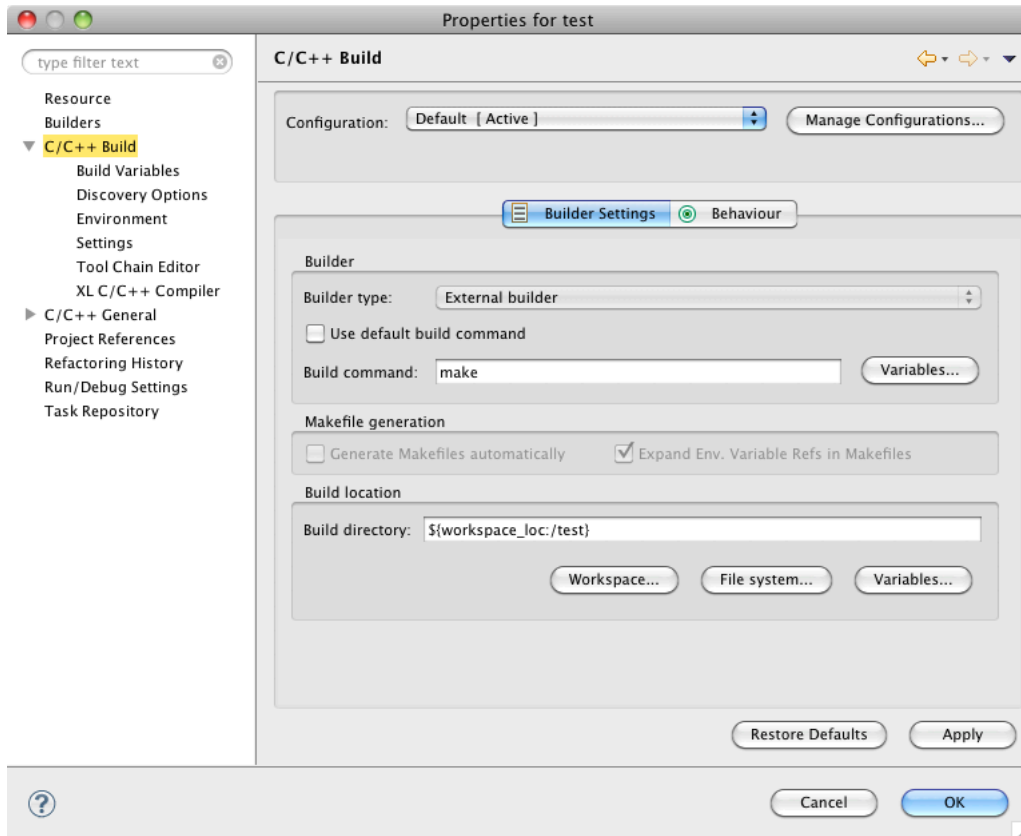 Properties for test
type filter text
Resource
Builders
C/C++ Build
Build Variables
Discovery Options
Environment
Settings
Tool Chain Editor
XL C/C++ Compiler
C/C++ General
Project References
Refactoring History
Run/Debug Settings
Task Repository
C/C++ Build
Configuration: Default [ Active ] Manage Configurations...
Builder Settings Behaviour
Builder
Builder type: External builder
Use default build command
Build command: make Variables...
Makefile generation
Generate Makefiles automatically Expand Env. Variable Refs in Makefiles
Build location
Build directory: ${workspace_loc:/test}
Workspace... File system... Variables...
Restore Defaults Apply
? Cancel OK